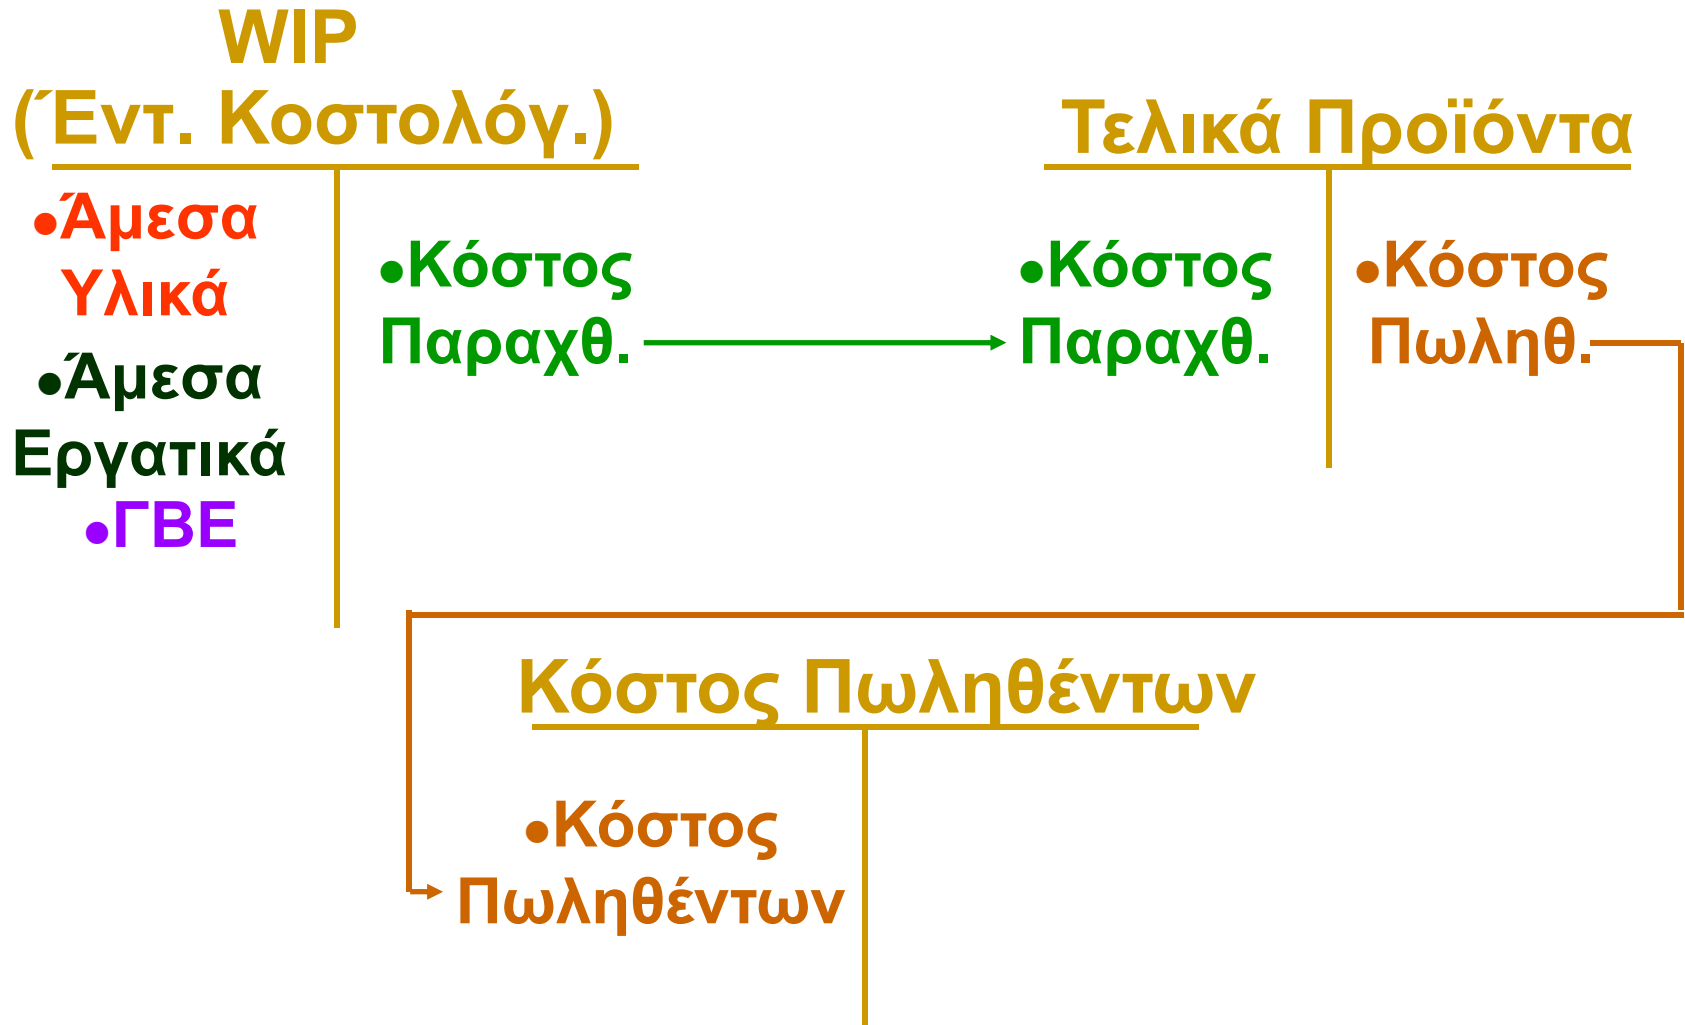 WIP
(Έντ. Κοστολόγ.)
●Άμεσα
Υλικά
●Άμεσα
Εργατικά
●ΓΒΕ
●Κόστος
Παραχθ.
Τελικά Προϊόντα
●Κόστος
Παραχθ.
●Κόστος
Πωληθ.
Κόστος Πωληθέντων
●Κόστος
Πωληθέντων